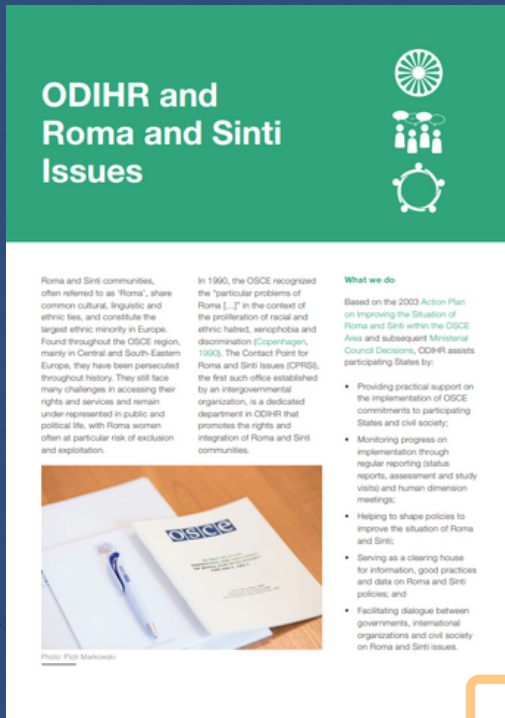 ODIHR and
Roma and Sinti
Issues
Roma and Sinti communities,
often referred to as ‘Roma’, share
common cultural, linguistic and
ethnic ties, and constitute the
largest ethnic minority in Europe.
Found throughout the OSCE region,
mainly in Central and South-Eastern
Europe, they have been persecuted
throughout history. They still face
many challenges in accessing their
rights and services and remain
under-represented in public and
political life, with Roma women
often at particular risk of exclusion
and exploitation.
In 1990, the OSCE recognized
the “particular problems of
Roma [...]” in the context of
the proliferation of racial and
ethnic hatred, xenophobia and
discrimination (Copenhagen,
1990). The Contact Point for
Roma and Sinti Issues (CPRSI),
the first such office established
by an intergovernmental
organization, is a dedicated
department in ODIHR that
promotes the rights and
integration of Roma and Sinti
communities.
What we do
Based on the 2003 Action Plan
on Improving the Situation of
Roma and Sinti within the OSCE
Area and subsequent Ministerial
Council Decisions, ODIHR assists
participating States by:
• Providing practical support on
the implementation of OSCE
commitments to participating
States and civil society;
• Monitoring progress on
implementation through
regular reporting (status
reports, assessment and study
visits) and human dimension
meetings;
• Helping to shape policies to
improve the situation of Roma
and Sinti;
• Serving as a clearing house
for information, good practices
and data on Roma and Sinti
policies; and
• Facilitating dialogue between
governments, international
organizations and civil society
on Roma and Sinti issues.
osce
Photo: Piotr Markowski